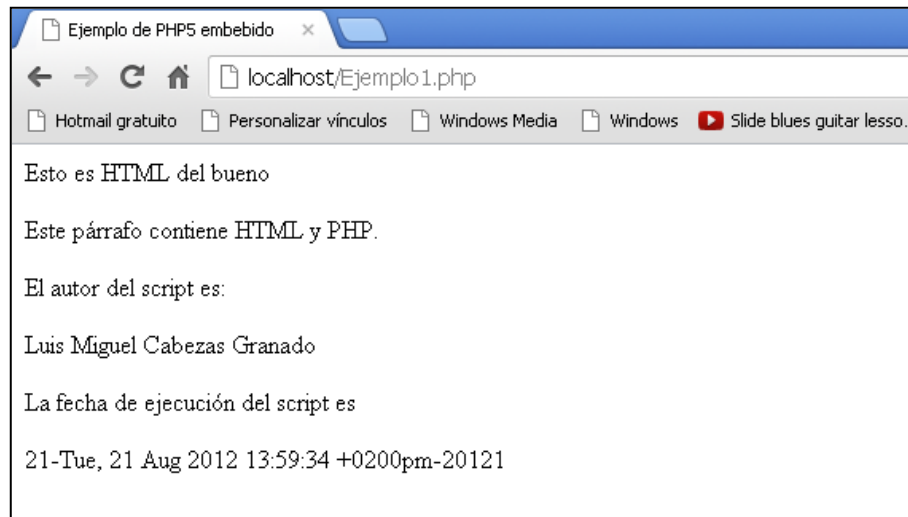 Ejemplo de PHP5 embebido
localhost/Ejemplo1.php
Hotmail gratuito Personalizar vínculos Windows Media Windows Slide blues guitar lesso.
Esto es HTML del bueno
Este párrafo contiene HTML y PHP.
El autor del script es:
Luis Miguel Cabezas Granado
La fecha de ejecución del script es
21-Tue, 21 Aug 2012 13:59:34 +0200pm-20121